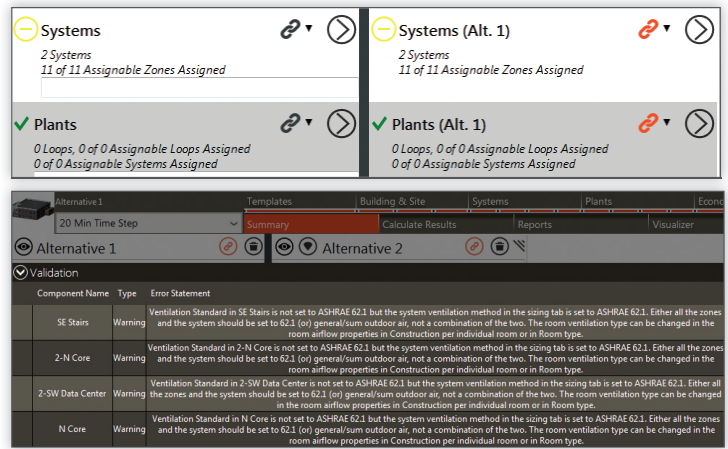 Systems
2 Systems
11 of 11 Assignable Zones Assigned
Systems (Alt. 1)
2 Systems
11 of 11 Assignable Zones Assigned
Plants
0 Loops, 0 of 0 Assignable Loops Assigned
0 of 0 Assignable Systems Assigned
Plants (Alt. 1)
0 Loops, 0 of 0 Assignable Loops Assigned
0 of 0 Assignable Systems Assigned
Alternative 1 Templates Building & Site Systems Plants Econo
20 Min Time Step Summary Calculate Results Reports Visualizer
Alternative 1 Alternative 2
Validation
Component Name Type Error Statement
SE Stairs Warning
Ventilation Standard in SE Stairs is not set to ASHRAE 62.1 but the system ventilation method in the sizing tab is set to ASHRAE 62.1. Either all the zones
and the system should be set to 62.1 (or) general/sum outdoor air, not a combination of the two. The room ventilation type can be changed in the
room airflow properties in Construction per individual room or in Room type.
2-N Core Warning
Ventilation Standard in 2-N Core is not set to ASHRAE 62.1 but the system ventilation method in the sizing tab is set to ASHRAE 62.1. Either all the zones
and the system should be set to 62.1 (or) general/sum outdoor air, not a combination of the two. The room ventilation type can be changed in the
room airflow properties in Construction per individual room or in Room type.
2-SW Data Center Warning
Ventilation Standard in 2-SW Data Center is not set to ASHRAE 62.1 but the system ventilation method in the sizing tab is set to ASHRAE 62.1. Either all
the zones and the system should be set to 62.1 (or) general/sum outdoor air, not a combination of the two. The room ventilation type can be changed
in the room airflow properties in Construction per individual room or in Room type.
N Core Warning
Ventilation Standard in N Core is not set to ASHRAE 62.1 but the system ventilation method in the sizing tab is set to ASHRAE 62.1. Either all the zones
and the system should be set to 62.1 (or) general/sum outdoor air, not a combination of the two. The room ventilation type can be changed in the
room airflow properties in Construction per individual room or in Room type.